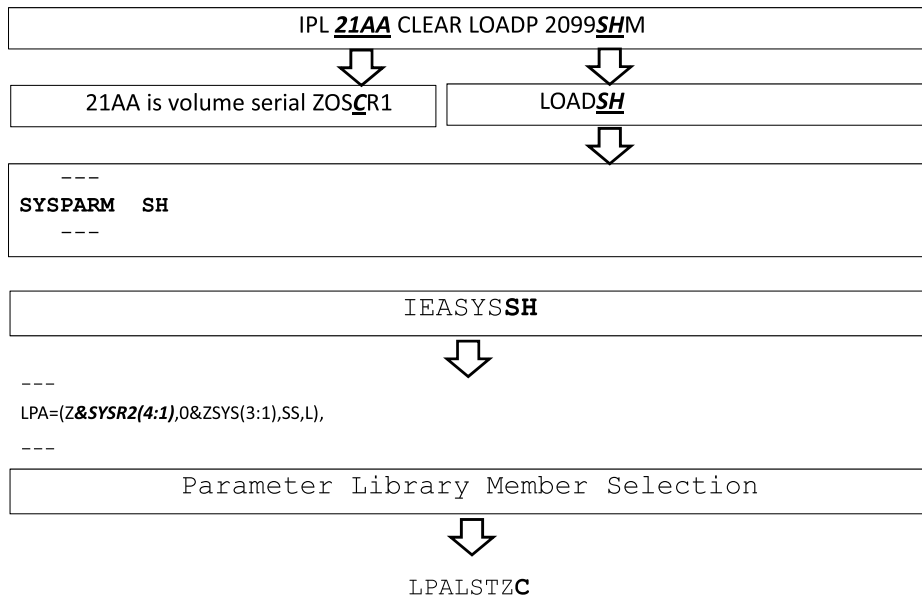 IPL 21AA CLEAR LOADP 2099SHM
21AA is volume serial ZOSCR1
LOADSH
---
SYSPARM SH
---
IEASYSSH
---
LPA=(Z&SYSR2(4:1),0&ZSYS(3:1),SS,L),
---
Parameter Library Member Selection
LPALSTZC